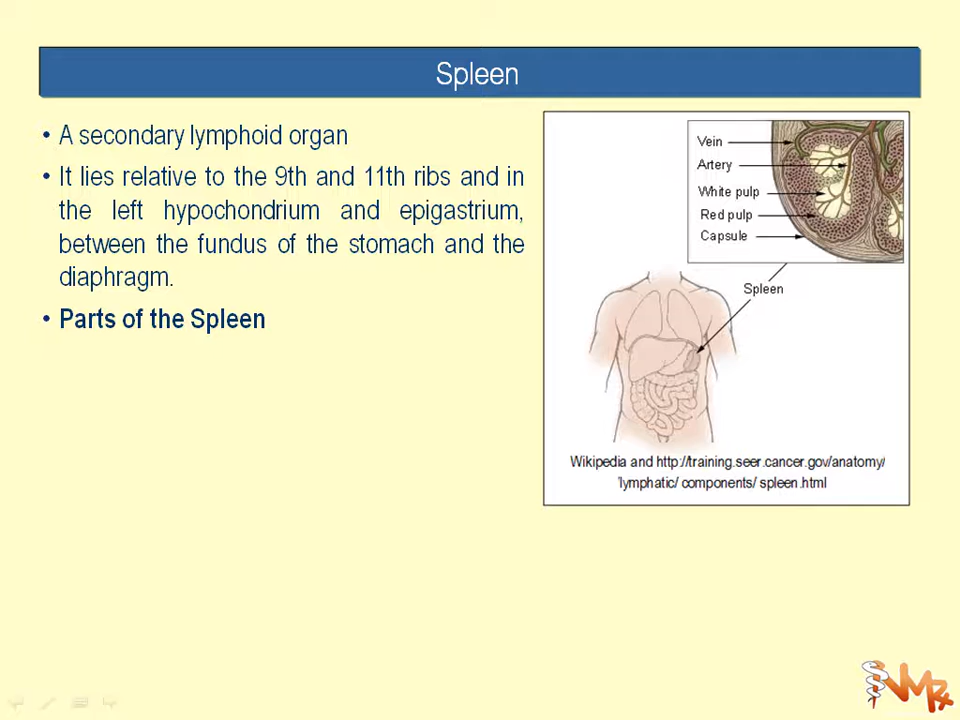 Spleen
• A secondary lymphoid organ
• It lies relative to the 9th and 11th ribs and in
the left hypochondrium and epigastrium,
between the fundus of the stomach and the
diaphragm.
• Parts of the Spleen
Vein
Artery
White pulp
Red pulp
Capsule
Spleen
Wikipedia and http://training.seer.cancer.gov/anatomy/
lymphatic/ components/ spleen.html
VMRx